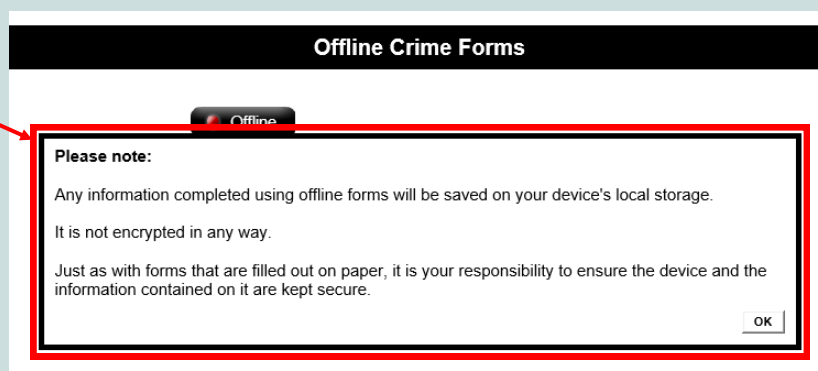 Offline Crime Forms
Offline
Please note:
Any information completed using offline forms will be saved on your device's local storage.
It is not encrypted in any way.
Just as with forms that are filled out on paper, it is your responsibility to ensure the device and the
information contained on it are kept secure.
OK